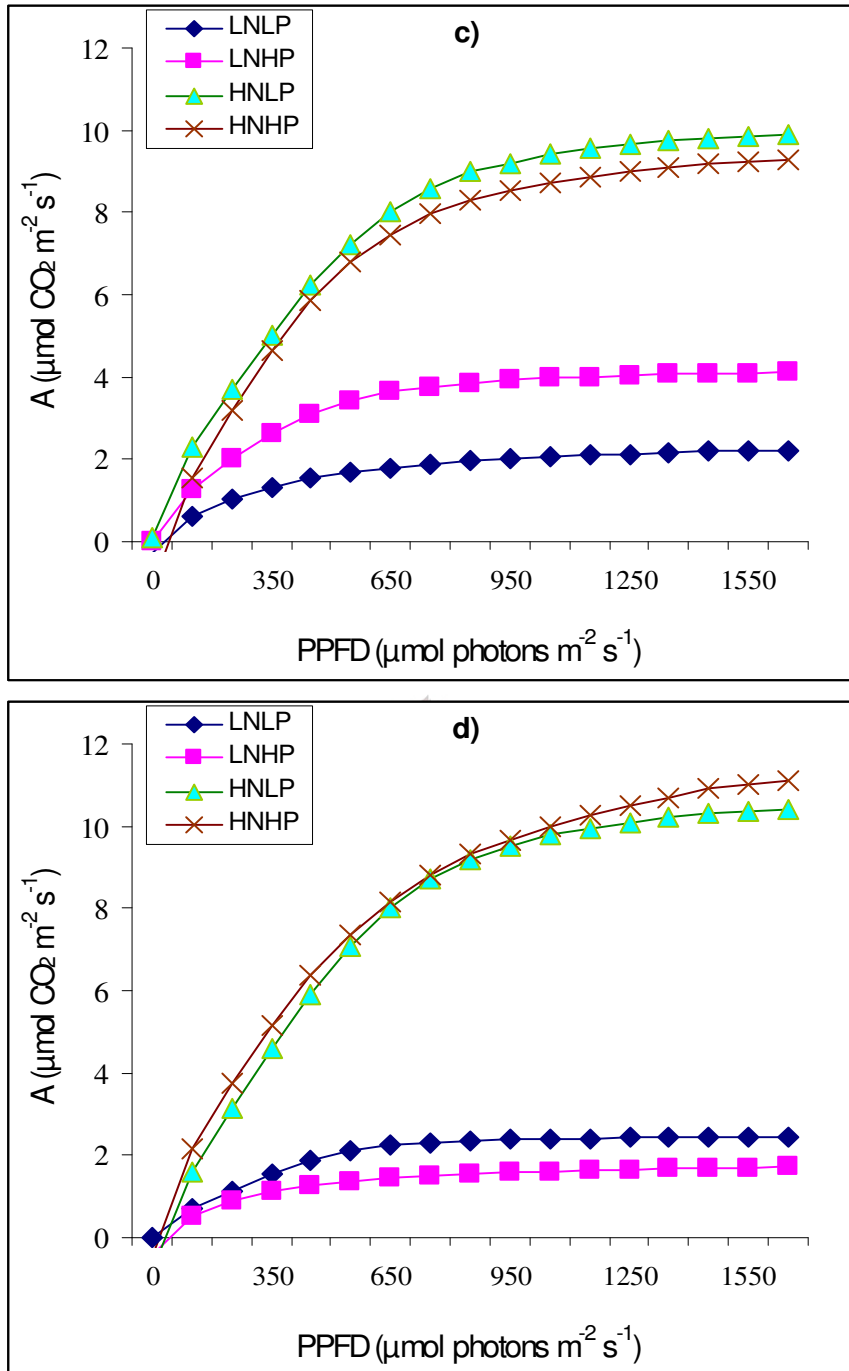 c)
LNLP
LNHP
HNLP
HNHP
12
10
8
6
4
2
0
A (µmol CO₂ m⁻² s⁻¹)
0 350 650 950 1250 1550
PPFD (µmol photons m⁻² s⁻¹)
d)
LNLP
LNHP
HNLP
HNHP
12
10
8
6
4
2
0
A (µmol CO₂ m⁻² s⁻¹)
0 350 650 950 1250 1550
PPFD (µmol photons m⁻² s⁻¹)